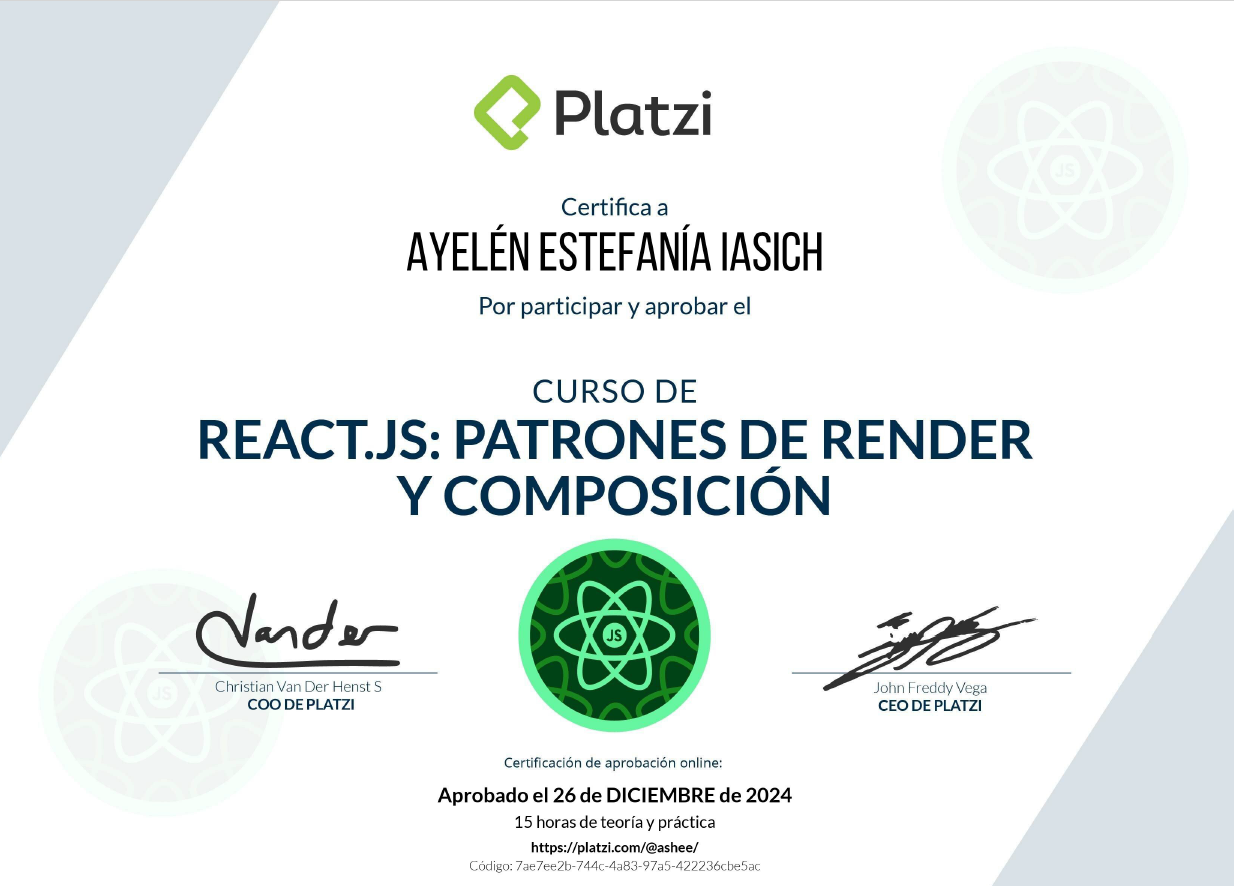 Platzi
Certifica a
AYELÉN ESTEFANÍA IASICH
Por participar y aprobar el
CURSO DE
REACT.JS: PATRONES DE RENDER
Y COMPOSICIÓN
JS
JS
JS
Vander
Christian Van Der Henst S
COO DE PLATZI
John Freddy Vega
CEO DE PLATZI
Certificación de aprobación online:
Aprobado el 26 de DICIEMBRE de 2024
15 horas de teoría y práctica
https://platzi.com/@ashee/
Código: 7ae7ee2b-744c-4a83-97a5-422236cbe5ac